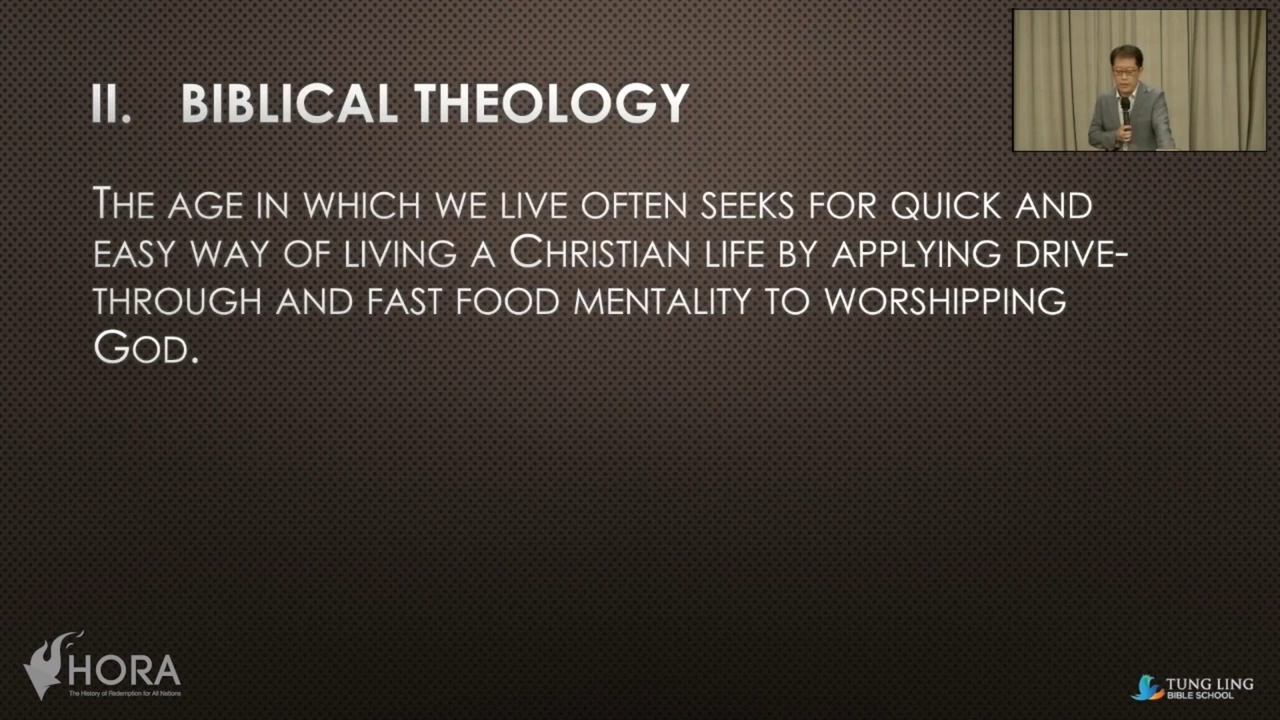 II. BIBLICAL THEOLOGY
THE AGE IN WHICH WE LIVE OFTEN SEEKS FOR QUICK AND
EASY WAY OF LIVING A CHRISTIAN LIFE BY APPLYING DRIVE-
THROUGH AND FAST FOOD MENTALITY TO WORSHIPPING
GOD.
HORA
The History of Redemption for All Nations
TUNG LING
BIBLE SCHOOL